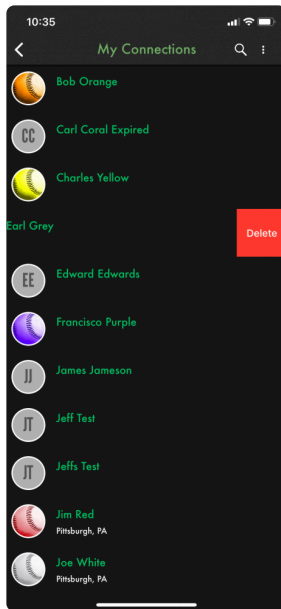 10:35
My Connections
Bob Orange
CC
Carl Coral Expired
Charles Yellow
Earl Grey
Delete
EE
Edward Edwards
Francisco Purple
JJ
James Jameson
JT
Jeff Test
JT
Jeffs Test
Jim Red
Pittsburgh, PA
Joe White
Pittsburgh, PA